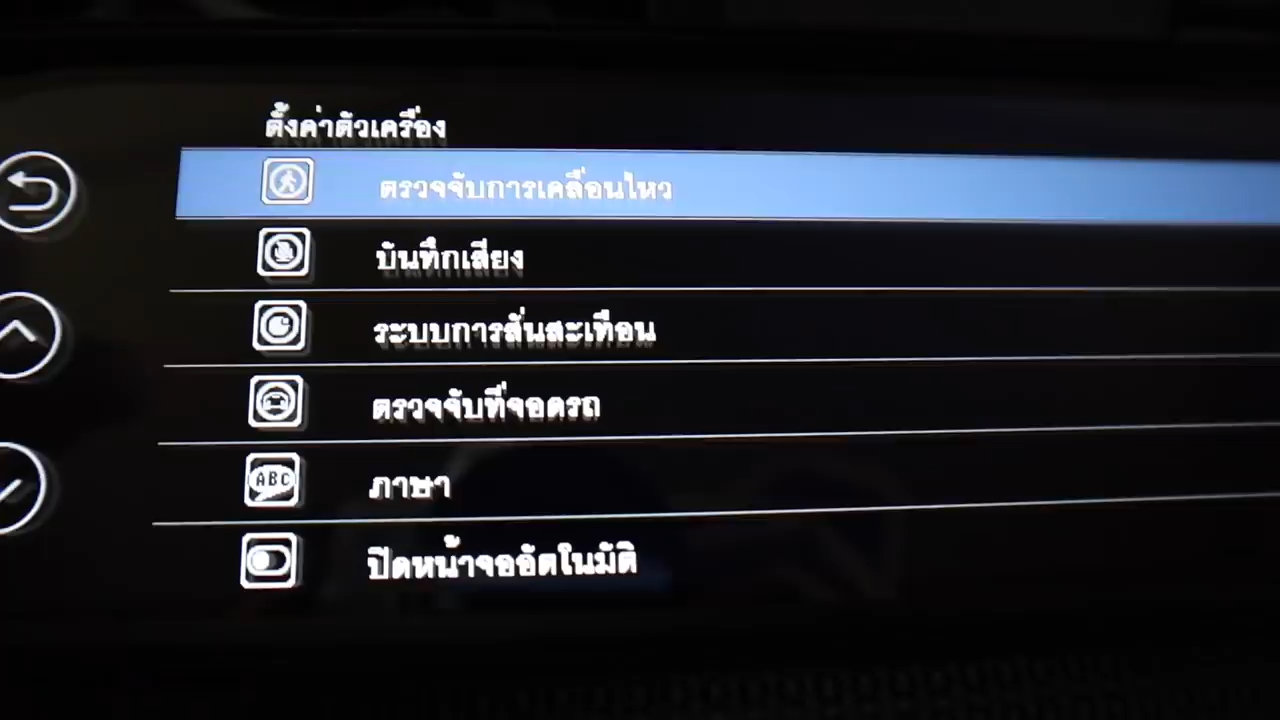 ตั้งค่าตัวเครื่อง
ตรวจจับการเคลื่อนไหว
บันทึกเสียง
ระบบการสั่นสะเทือน
ตรวจจับที่จอดรถ
ABC
ภาษา
ปิดหน้าจออัตโนมัติ